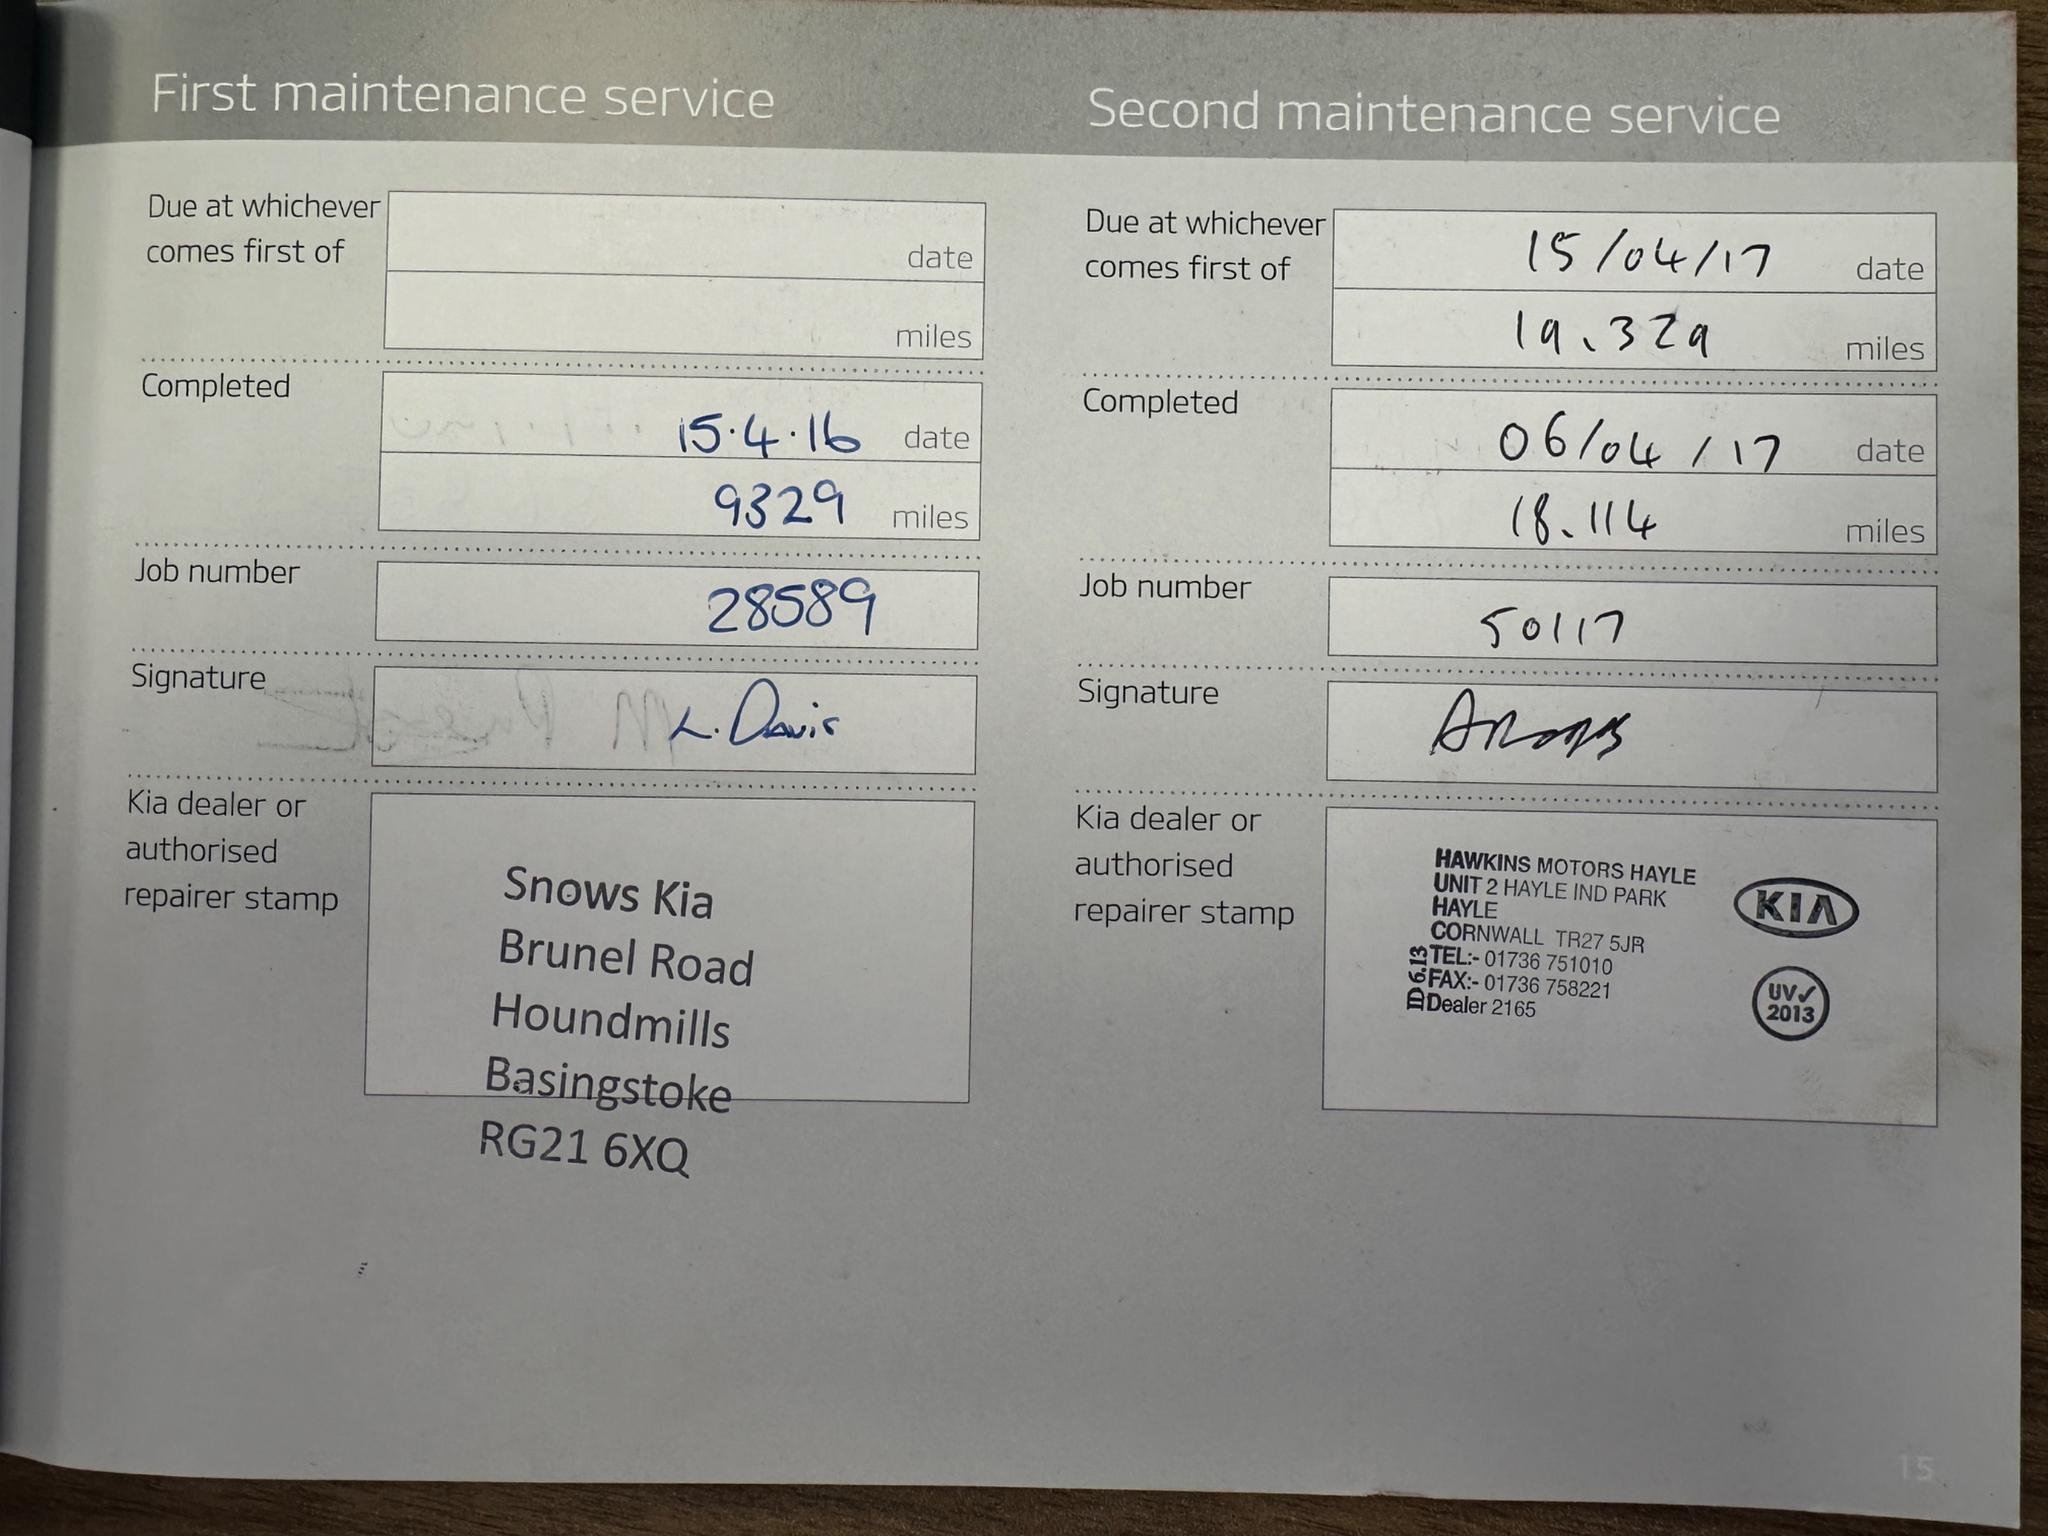 First maintenance service
Due at whichever
comes first of
date
miles
Completed
15.4.16 date
9329 miles
Job number
28589
Signature
L. Davis
Kia dealer or
authorised
repairer stamp
Snows Kia
Brunel Road
Houndmills
Basingstoke
RG21 6XQ
Second maintenance service
Due at whichever
comes first of
15/04/17 date
19.329 miles
Completed
06/04/17 date
18.114 miles
Job number
50117
Signature
Kia dealer or
authorised
repairer stamp
HAWKINS MOTORS HAYLE
UNIT 2 HAYLE IND PARK
HAYLE
CORNWALL TR27 5JR
TEL:- 01736 751010
FAX:- 01736 758221
Dealer 2165
ID 6.13
KIA
UV✓
2013
15